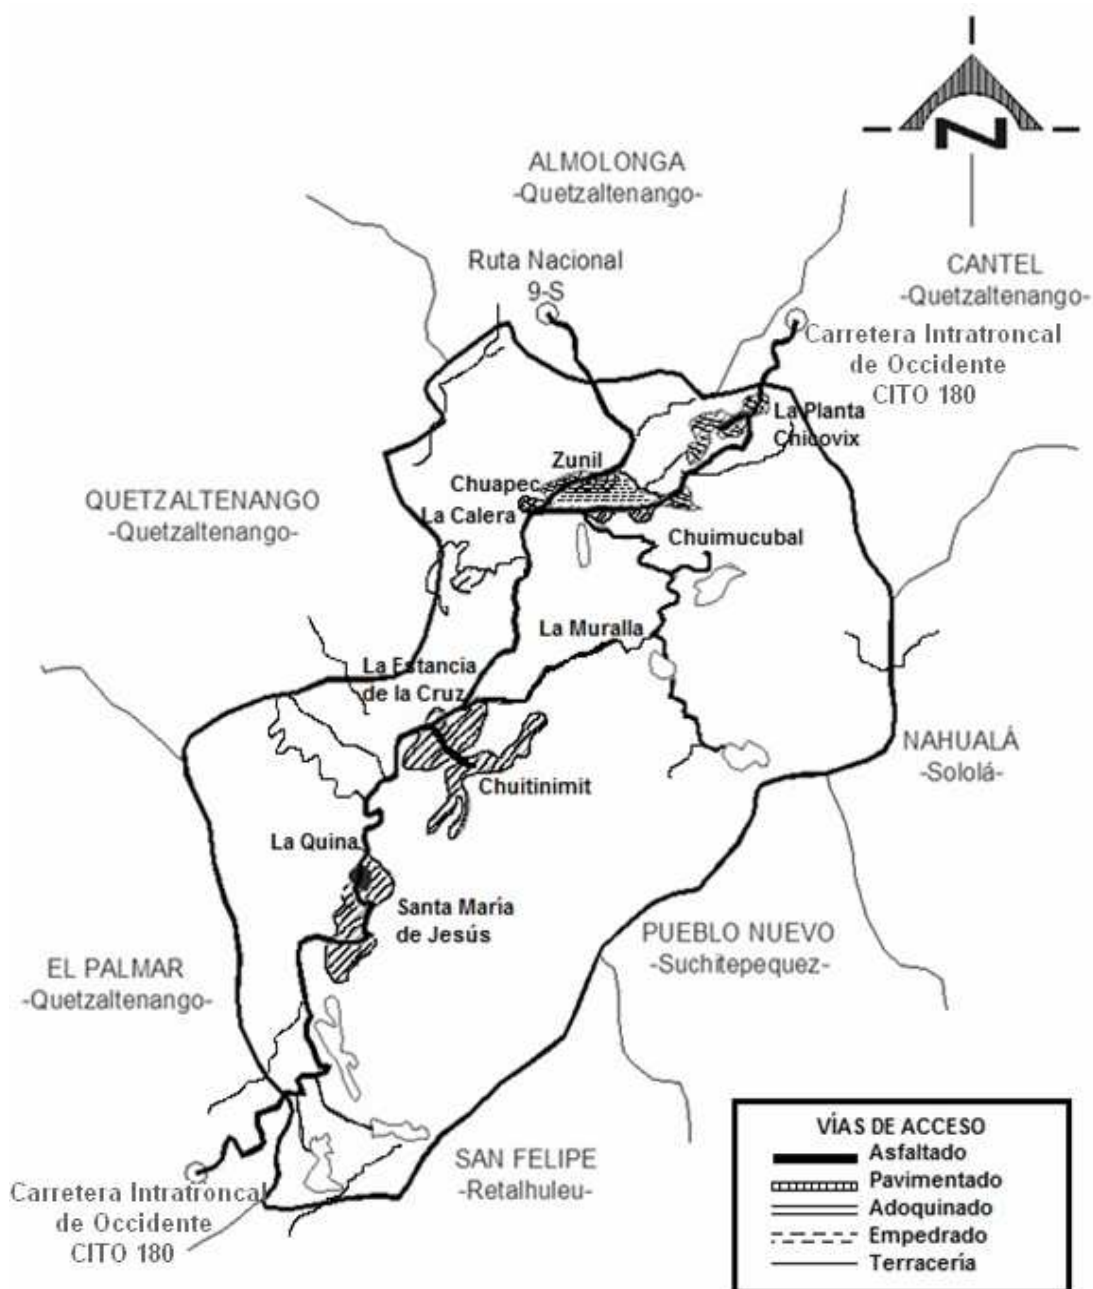 N
ALMOLONGA
-Quetzaltenango-
Ruta Nacional
9-S
CANTEL
-Quetzaltenango-
Carretera Intratroncal
de Occidente
CITO 180
La Planta
Chicovix
Zunil
Chuapec
La Calera
QUETZALTENANGO
-Quetzaltenango-
Chuimucubal
La Muralla
La Estancia
de la Cruz
NAHUALÁ
-Sololá-
Chuitinimit
La Quina
Santa María
de Jesús
PUEBLO NUEVO
-Suchitepequez-
EL PALMAR
-Quetzaltenango-
SAN FELIPE
-Retalhuleu-
Carretera Intratroncal
de Occidente
CITO 180
VÍAS DE ACCESO
Asfaltado
Pavimentado
Adoquinado
Empedrado
Terracería